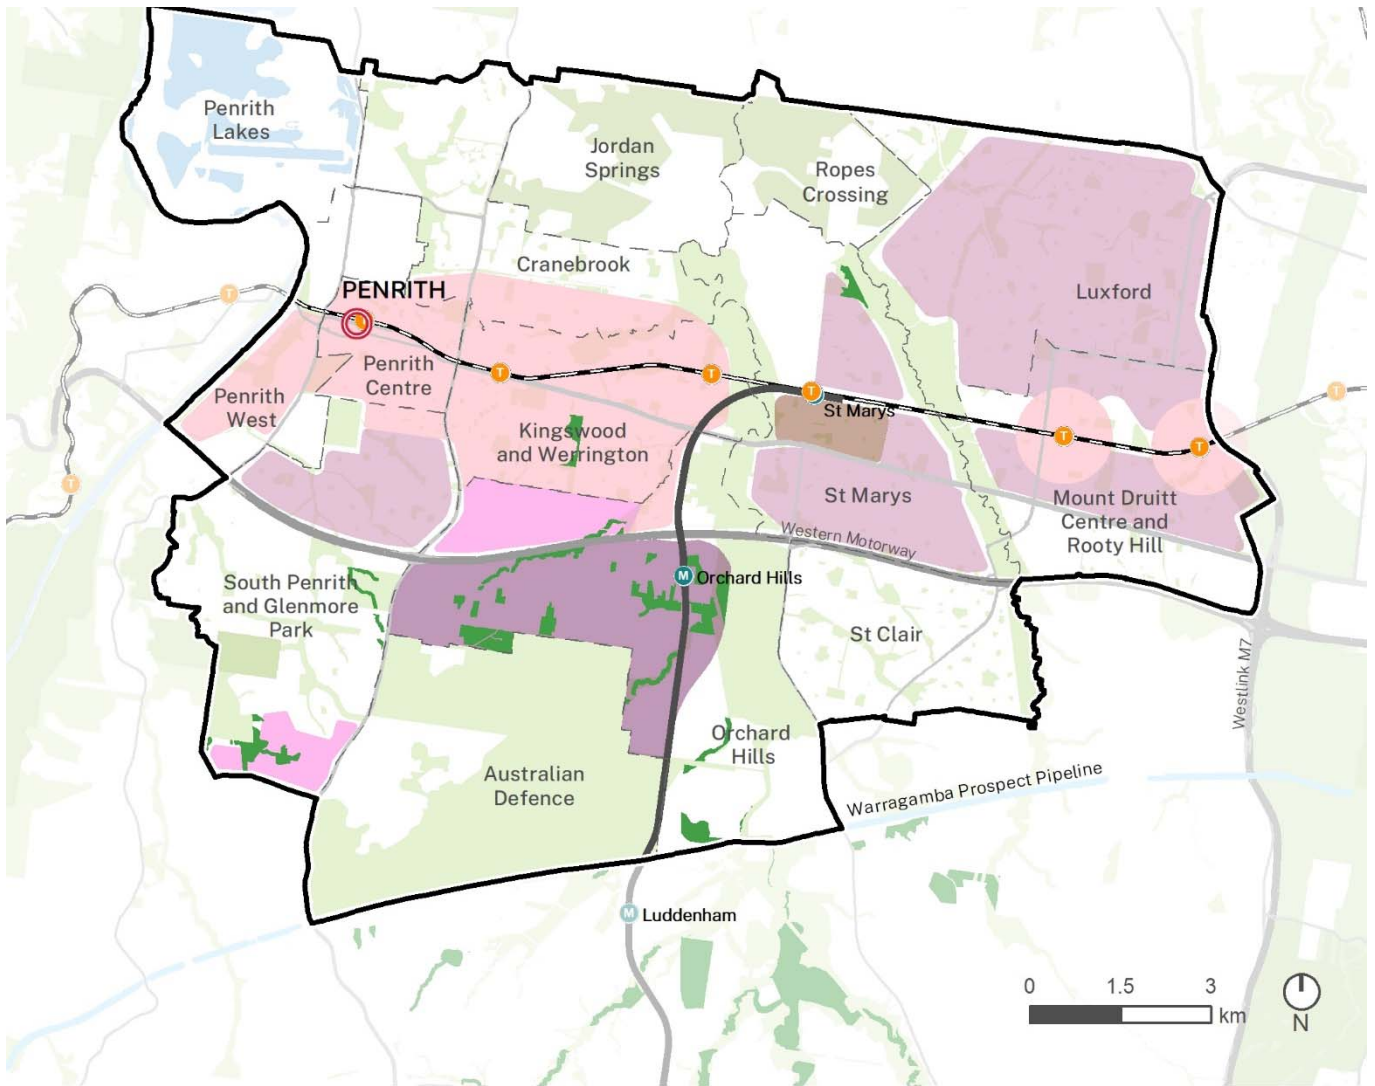 Penrith
Lakes
Jordan
Springs
Ropes
Crossing
Cranebrook
PENRITH
Luxford
Penrith
Centre
Penrith
West
T
T
T
T
T
T
T
T
St Marys
Kingswood
and Werrington
St Marys
Mount Druitt
Centre and
Rooty Hill
Western Motorway
M
Orchard Hills
South Penrith
and Glenmore
Park
St Clair
Westlink M7
Orchard
Hills
Australian
Defence
Warragamba Prospect Pipeline
M
Luddenham
0 1.5 3
km
N